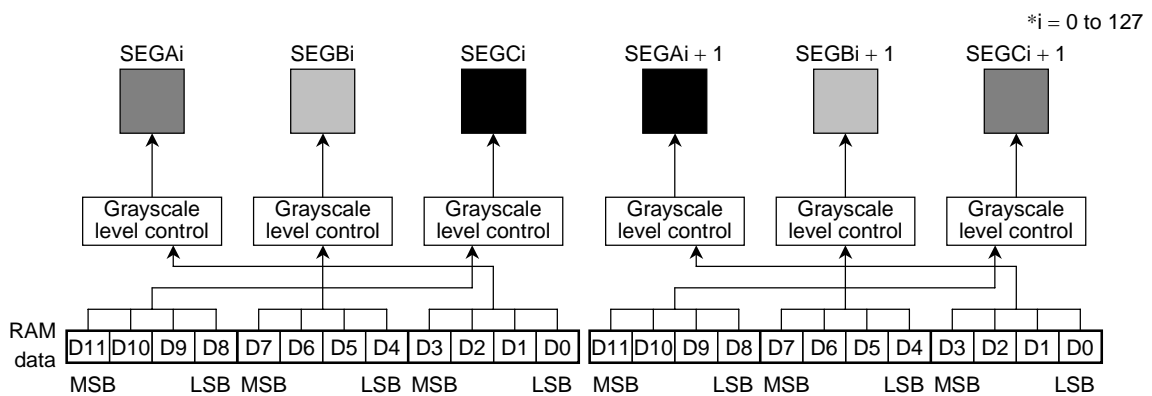 *i = 0 to 127
SEGAi SEGBi SEGCi SEGAi + 1 SEGBi + 1 SEGCi + 1
Grayscale level control Grayscale level control Grayscale level control Grayscale level control Grayscale level control Grayscale level control
RAM data
D11 D10 D9 D8 D7 D6 D5 D4 D3 D2 D1 D0 D11 D10 D9 D8 D7 D6 D5 D4 D3 D2 D1 D0
MSB LSB MSB LSB MSB LSB MSB LSB MSB LSB MSB LSB